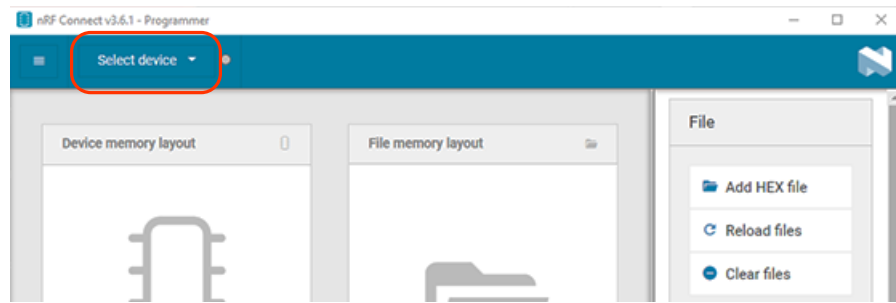 nRF Connect v3.6.1 - Programmer
Select device
Device memory layout
File memory layout
File
Add HEX file
Reload files
Clear files